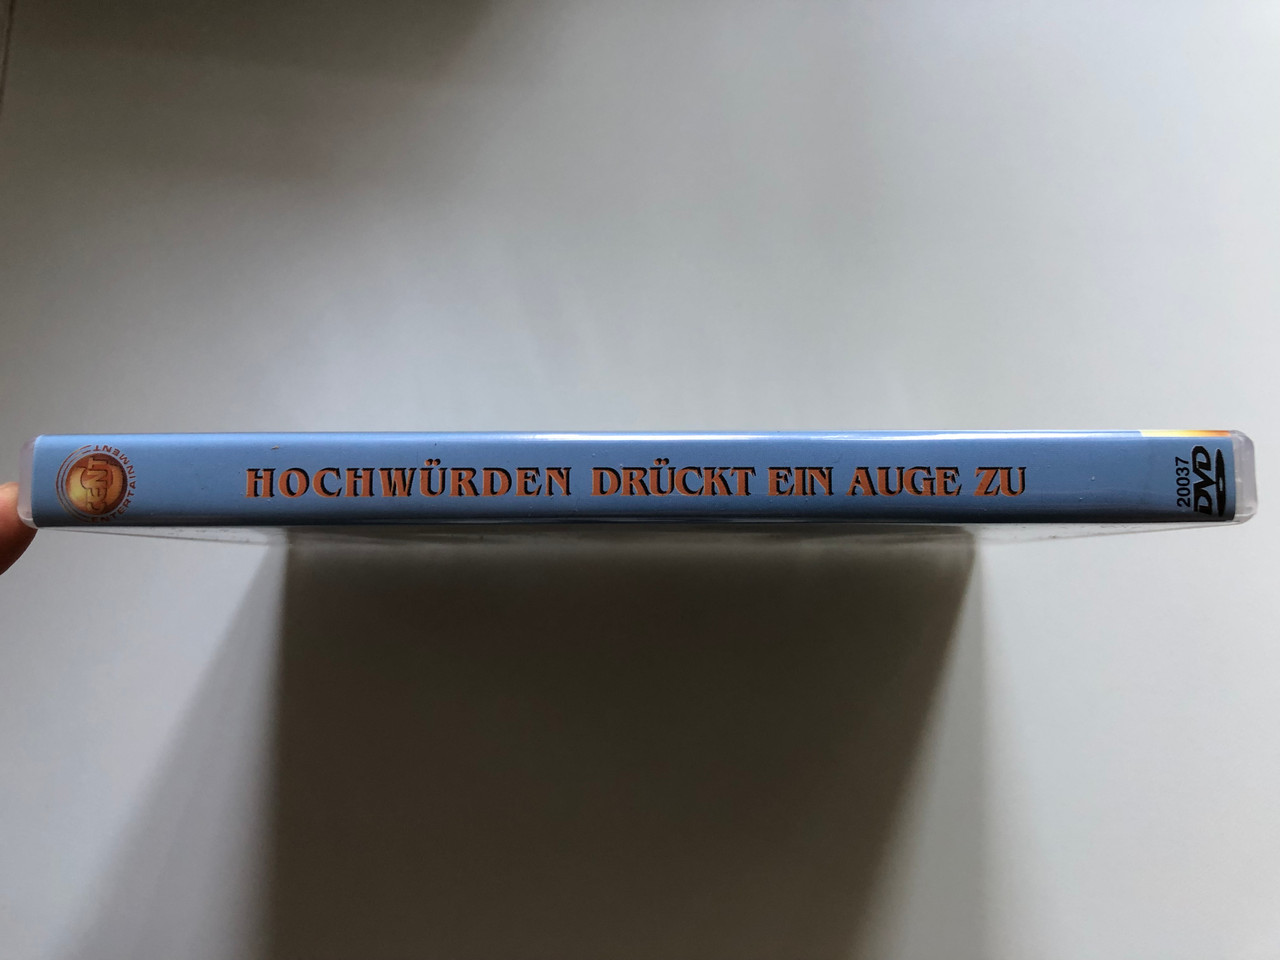 HOCHWÜRDEN DRÜCKT EIN AUGE ZU
20037
DVD